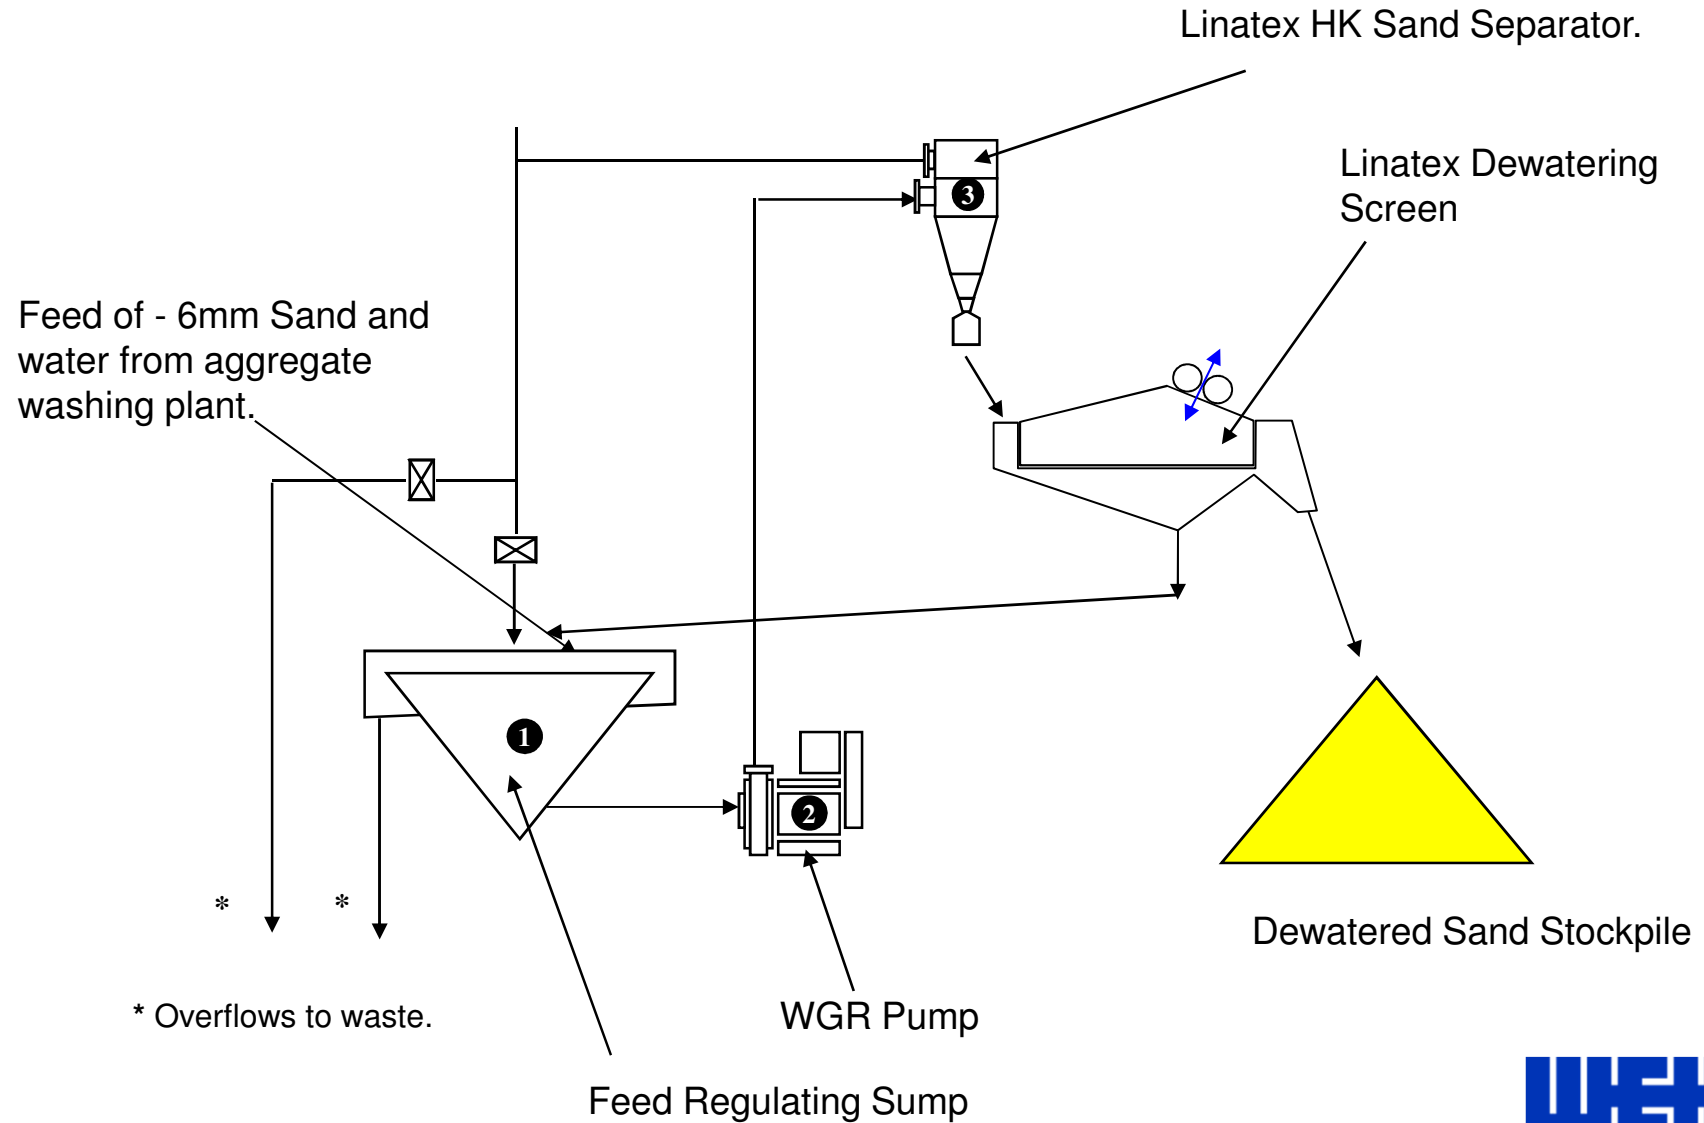 Linatex HK Sand Separator.
Linatex Dewatering
Screen
3
Feed of - 6mm Sand and
water from aggregate
washing plant.
1
2
*
*
Dewatered Sand Stockpile
* Overflows to waste.
WGR Pump
Feed Regulating Sump